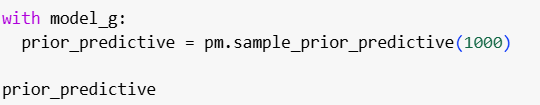 with model_g:
  prior_predictive = pm.sample_prior_predictive(1000)

prior_predictive